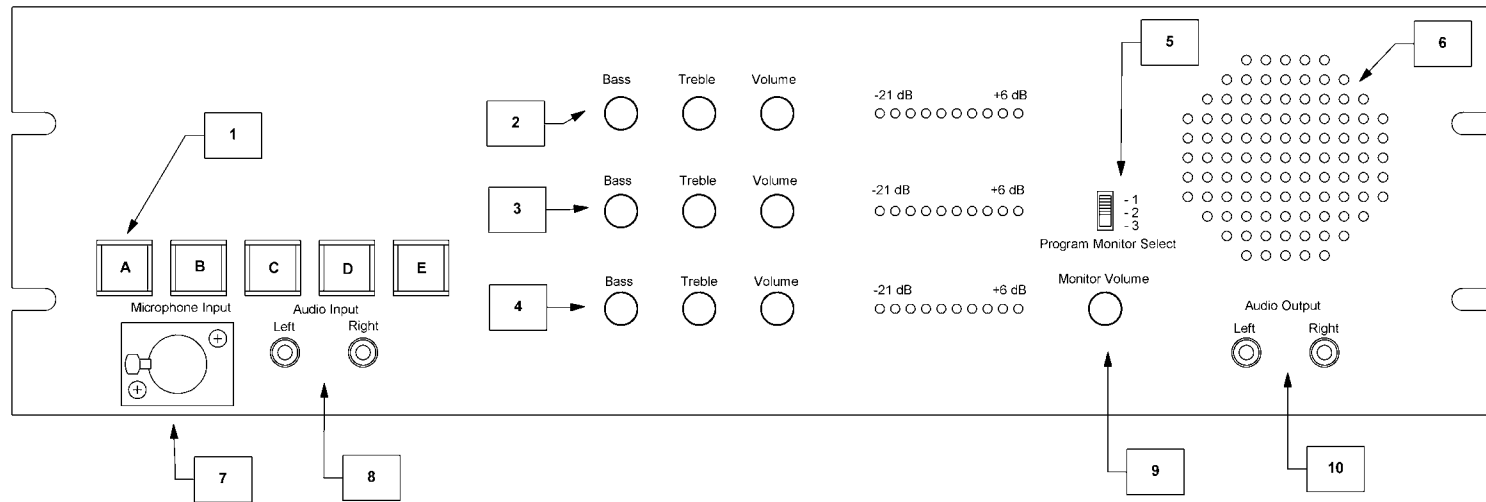 5
6
1
2
Bass Treble Volume
-21 dB +6 dB
3
Bass Treble Volume
-21 dB +6 dB
- 1
- 2
- 3
Program Monitor Select
A B C D E
Microphone Input
Audio Input
Left Right
4
Bass Treble Volume
-21 dB +6 dB
Monitor Volume
Audio Output
Left Right
7
8
9
10